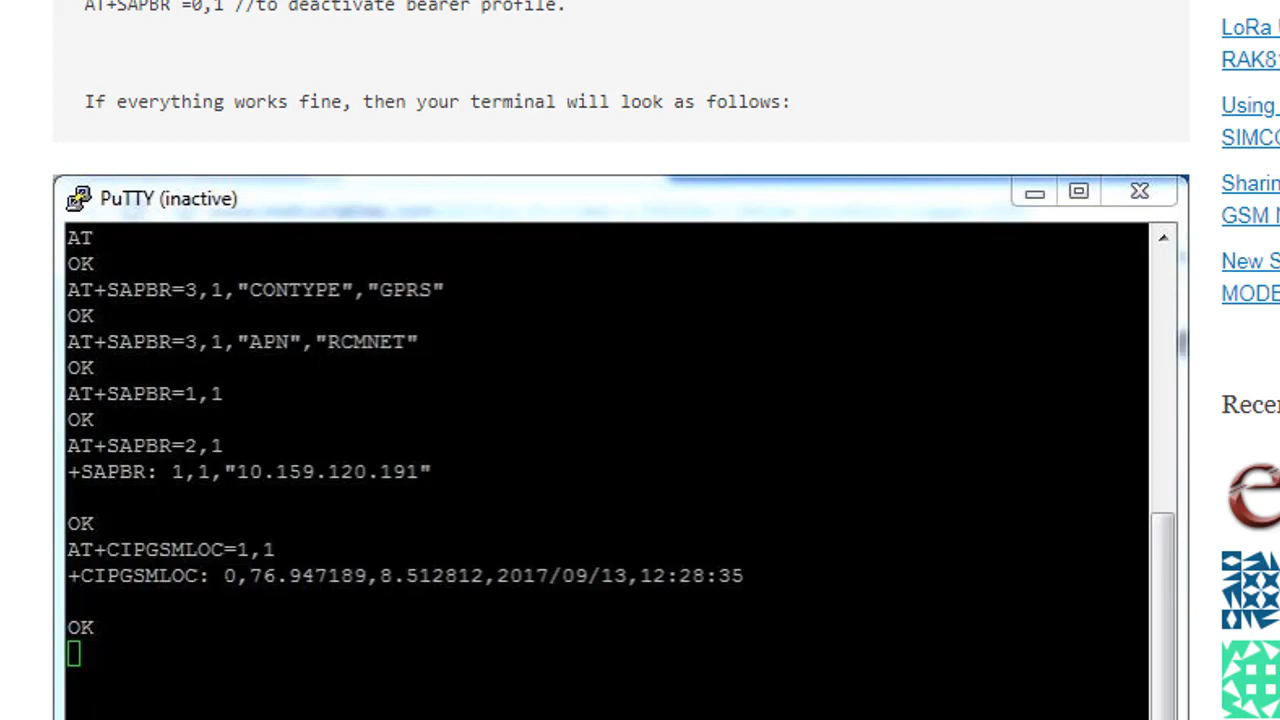 AT+SAPBR =0,1 //to deactivate bearer profile.
If everything works fine, then your terminal will look as follows:
PuTTY (inactive)
AT
OK
AT+SAPBR=3,1,"CONTYPE","GPRS"
OK
AT+SAPBR=3,1,"APN","RCMNET"
OK
AT+SAPBR=1,1
OK
AT+SAPBR=2,1
+SAPBR: 1,1,"10.159.120.191"
OK
AT+CIPGSMLOC=1,1
+CIPGSMLOC: 0,76.947189,8.512812,2017/09/13,12:28:35
OK
LoRa
RAK81
Using
SIMCO
Sharin
GSM
New S
MODE
Recen